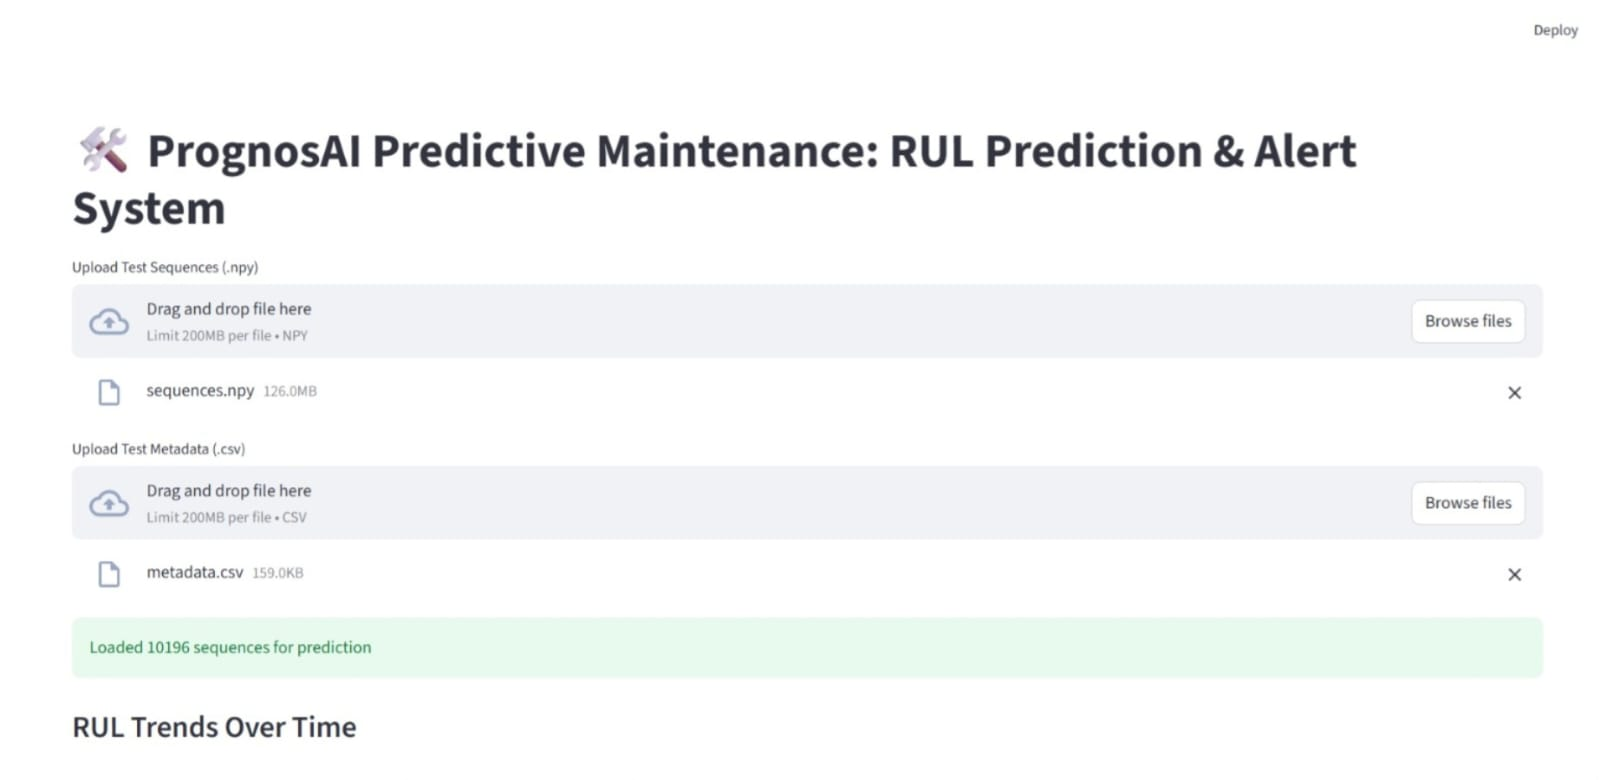 Deploy
🛠️ PrognosAI Predictive Maintenance: RUL Prediction & Alert
System
Upload Test Sequences (.npy)
Drag and drop file here
Limit 200MB per file • NPY
Browse files
sequences.npy 126.0MB
Upload Test Metadata (.csv)
Drag and drop file here
Limit 200MB per file • CSV
Browse files
metadata.csv 159.0KB
Loaded 10196 sequences for prediction
RUL Trends Over Time